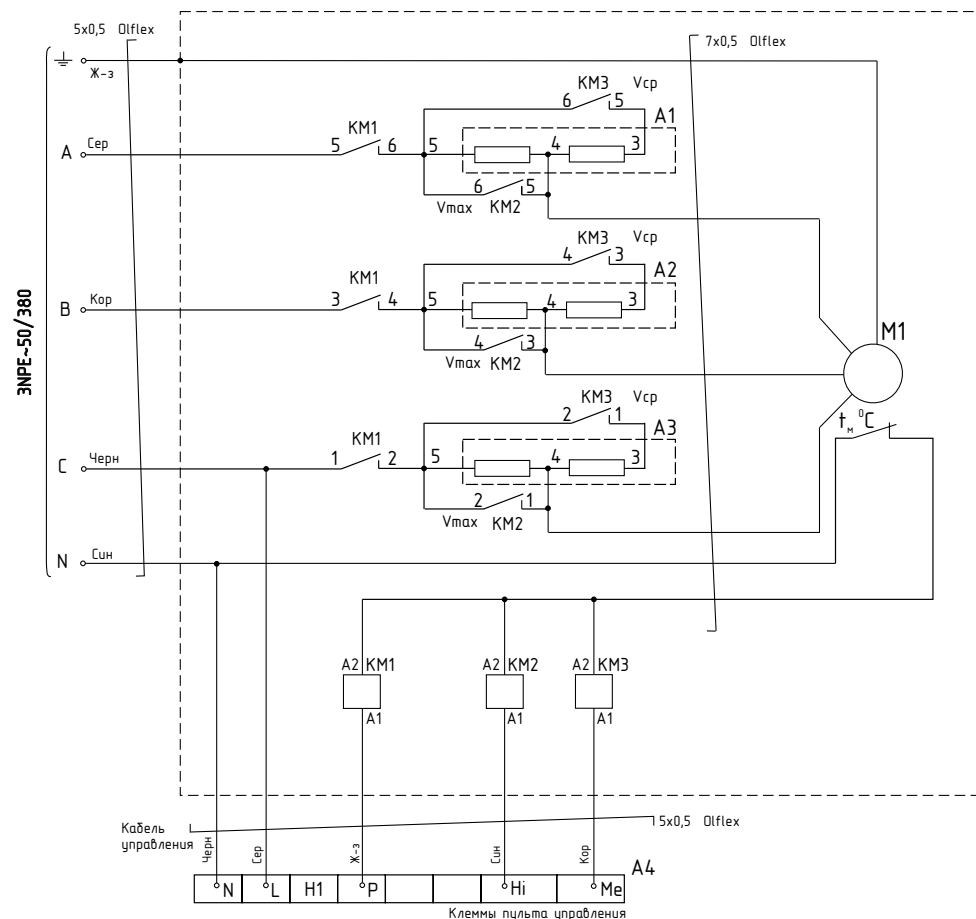 5x0,5 Olflex
7x0,5 Olflex
Ж-з
KM3 Vср
6 5
A1
KM1
A Сер
5 6 5 4 3
6 5
Vmax KM2
KM3 Vср
4 3
A2
KM1
B Кор
3 4 5 4 3
4 3
Vmax KM2
3NPE~50/380
M1
KM3 Vср
2 1
A3
tм °C
KM1
C Черн
1 2 5 4 3
2 1
Vmax KM2
N Син
A2 KM1
A2 KM2
A2 KM3
A1
A1
A1
Кабель
управления
5x0,5 Olflex
Черн
Сер
Ж-з
Син
Кор
A4
N L H1 P Hi Me
Клеммы пульта управления